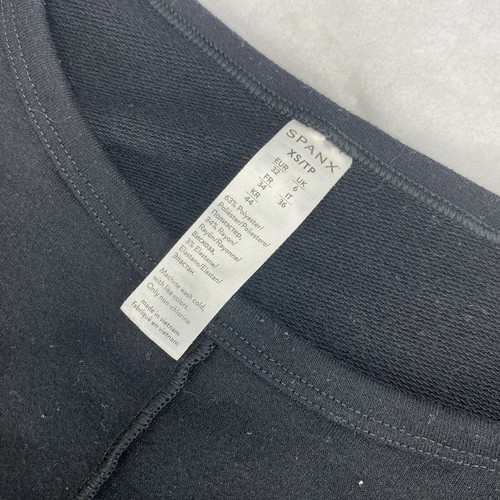 SPANX
XS/TP
EUR UK
32 6
FR IT
34 36
KR
44
63% Polyester/
Poliéster/Poliestere/
Полиэстер,
34% Rayon/
Rayón/Rayonne/
Вискоза,
3% Elastane/
Elastano/Elastan/
Эластан.
Machine wash cold,
with like colors.
Only non-chlorine
made in vietnam
fabriqué en vietnam